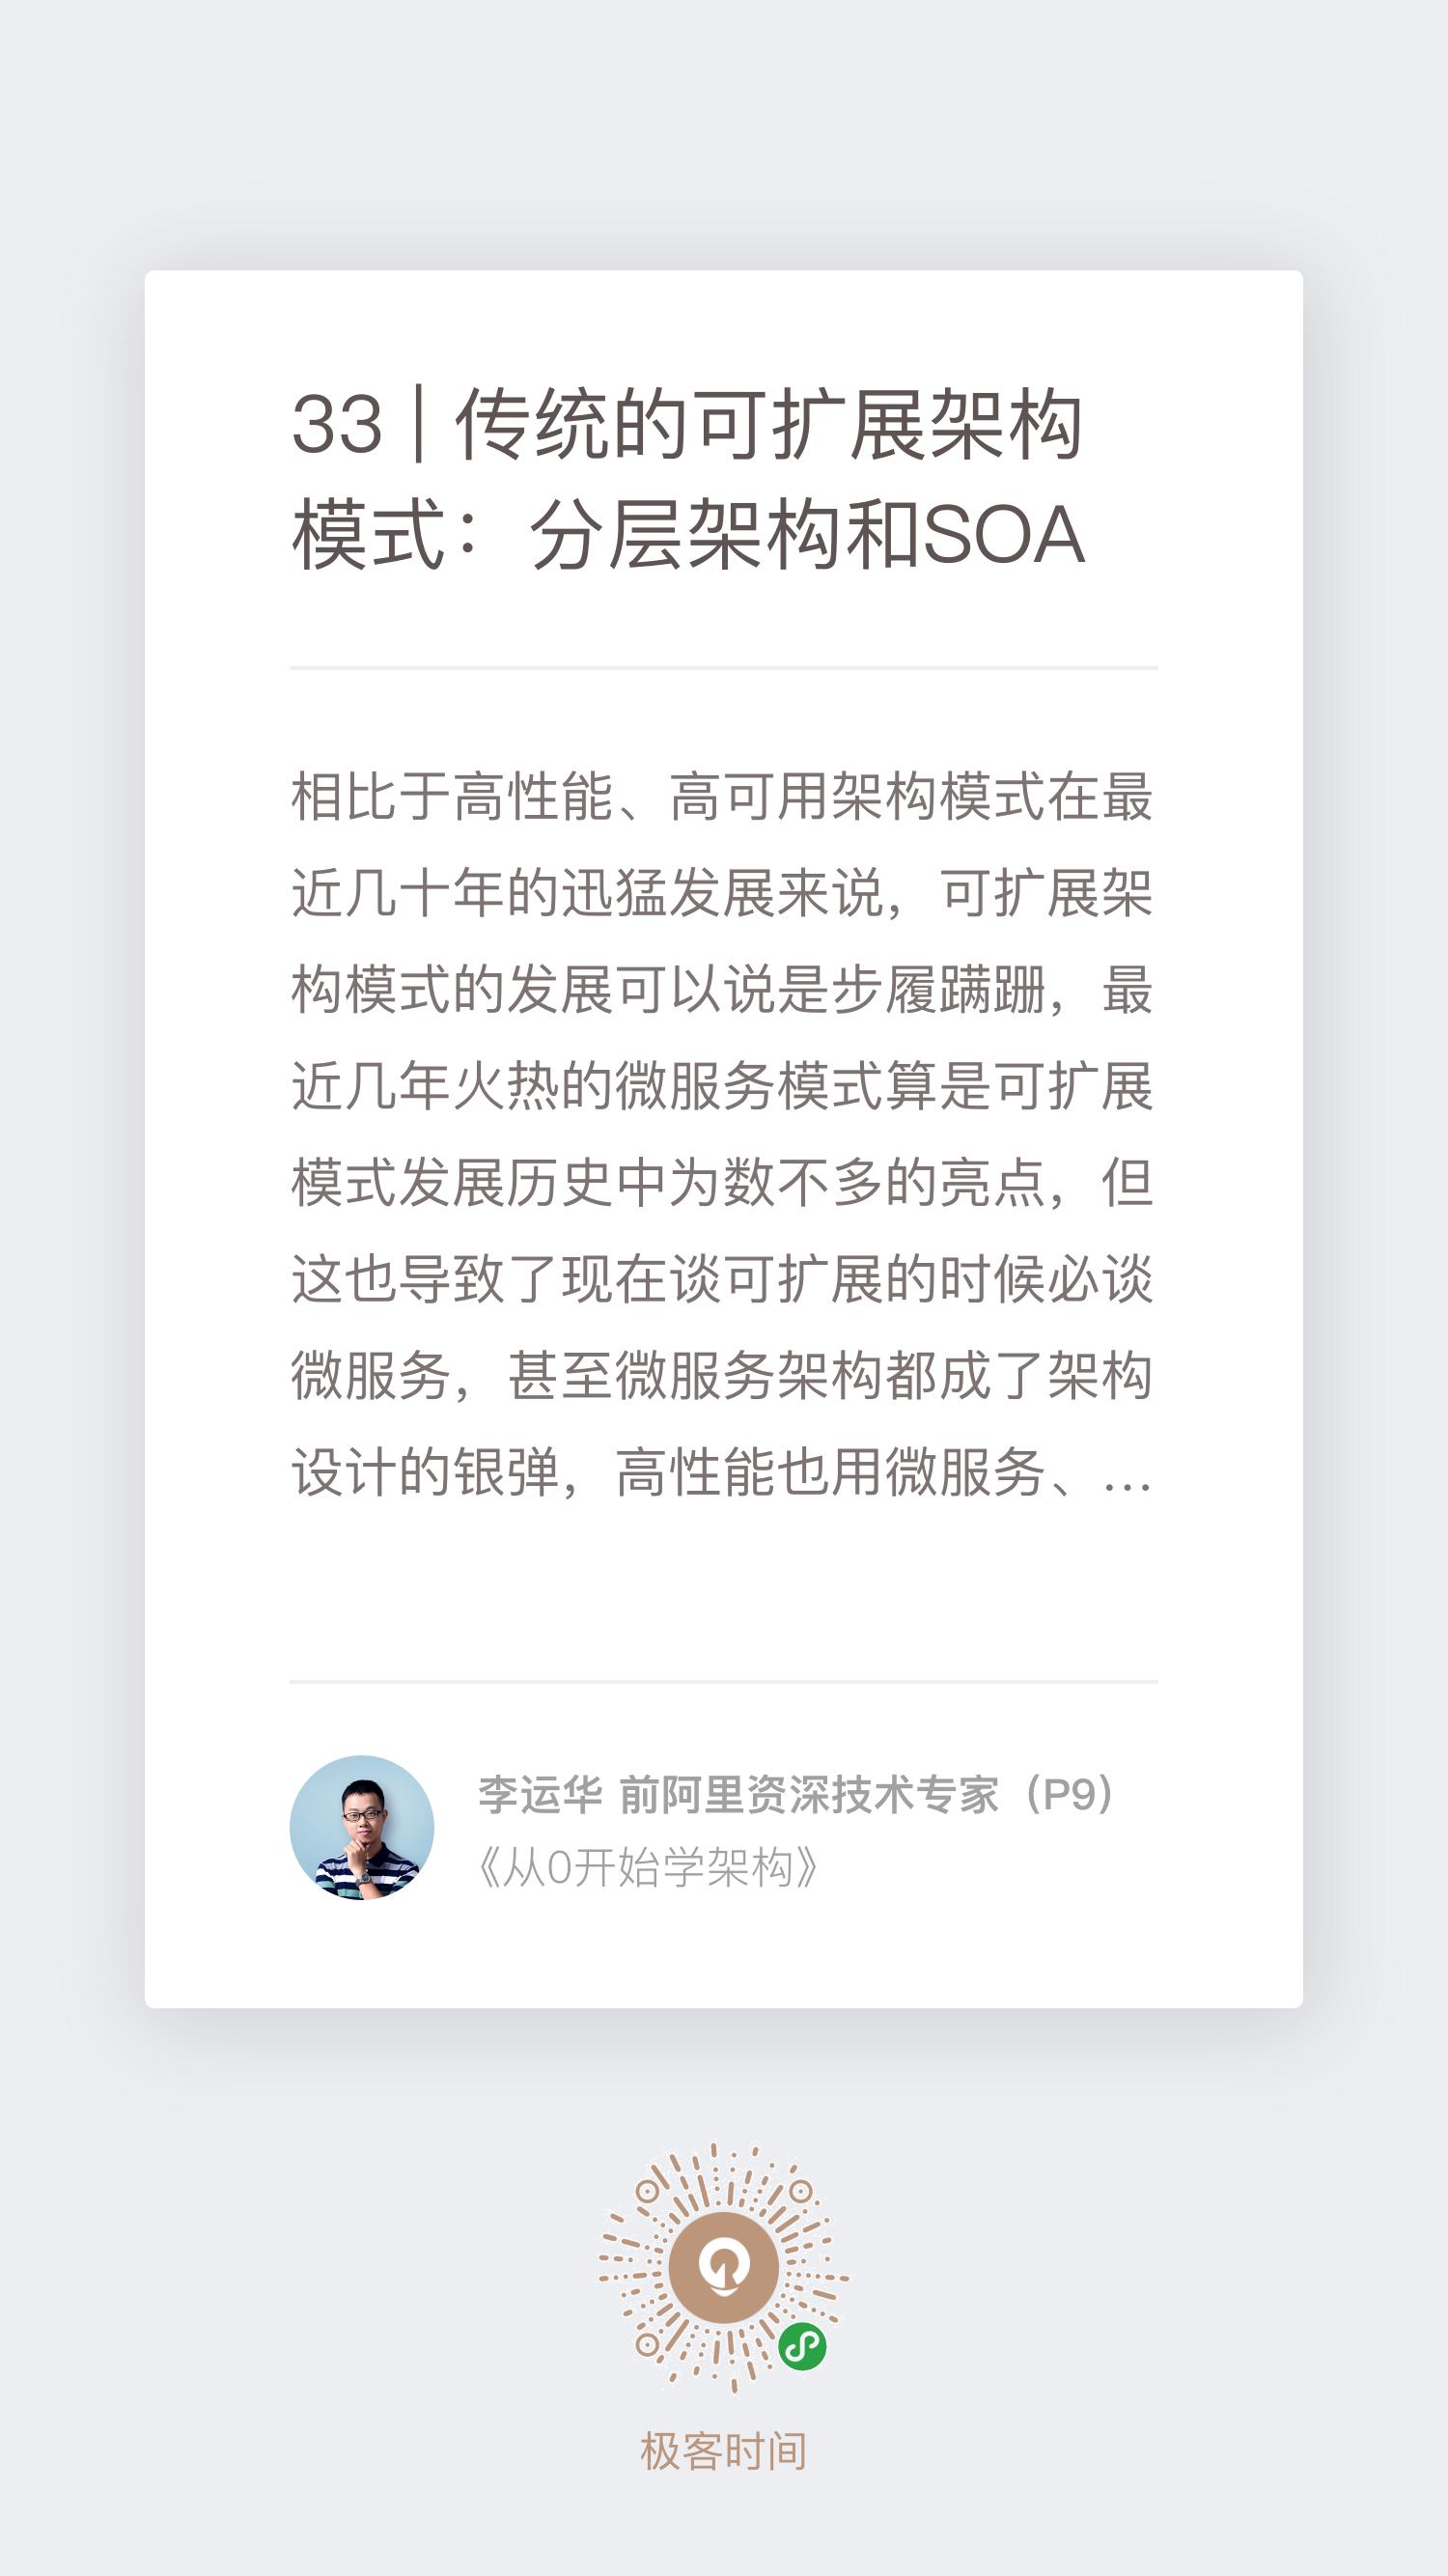 33 | 传统的可扩展架构
模式：分层架构和SOA
相比于高性能、高可用架构模式在最
近几十年的迅猛发展来说，可扩展架
构模式的发展可以说是步履蹒跚，最
近几年火热的微服务模式算是可扩展
模式发展历史中为数不多的亮点，但
这也导致了现在谈可扩展的时候必谈
微服务，甚至微服务架构都成了架构
设计的银弹，高性能也用微服务、...
李运华 前阿里资深技术专家（P9）
《从0开始学架构》
极客时间